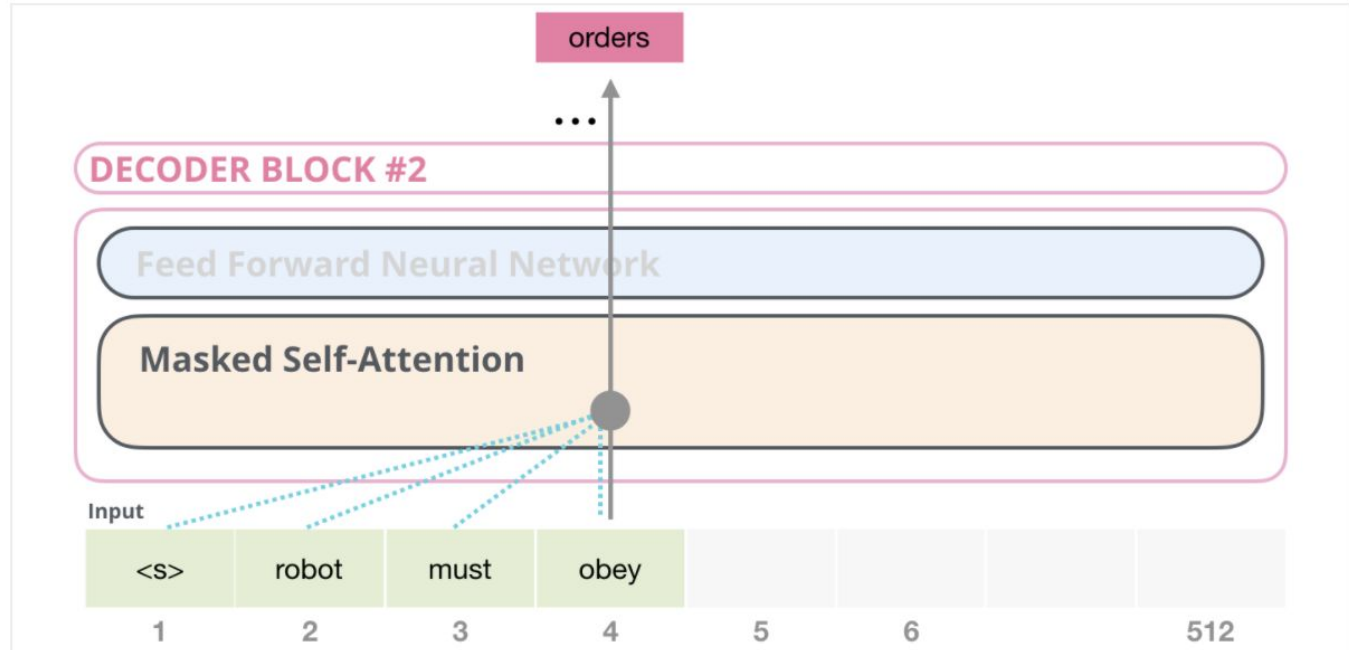 orders
...
DECODER BLOCK #2
Feed Forward Neural Network
Masked Self-Attention
Input
<s> robot must obey
1 2 3 4 5 6 512